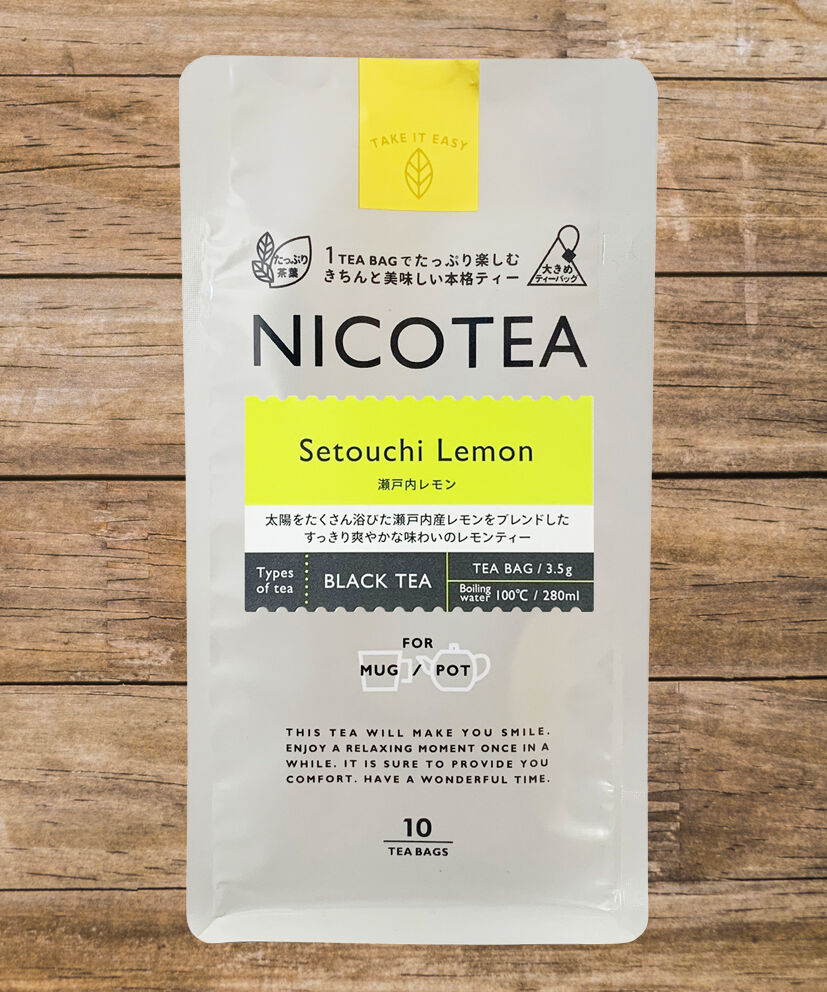 TAKE IT EASY
たっぷり
茶葉
1 TEA BAGでたっぷり楽しむ
きちんと美味しい本格ティー
大きめ
ティーバッグ
NICOTEA
Setouchi Lemon
瀬戸内レモン
太陽をたくさん浴びた瀬戸内産レモンをブレンドした
すっきり爽やかな味わいのレモンティー
Types
of tea
BLACK TEA
TEA BAG / 3.5g
Boiling
water 100℃ / 280ml
FOR
MUG / POT
THIS TEA WILL MAKE YOU SMILE.
ENJOY A RELAXING MOMENT ONCE IN A
WHILE. IT IS SURE TO PROVIDE YOU
COMFORT. HAVE A WONDERFUL TIME.
10
TEA BAGS